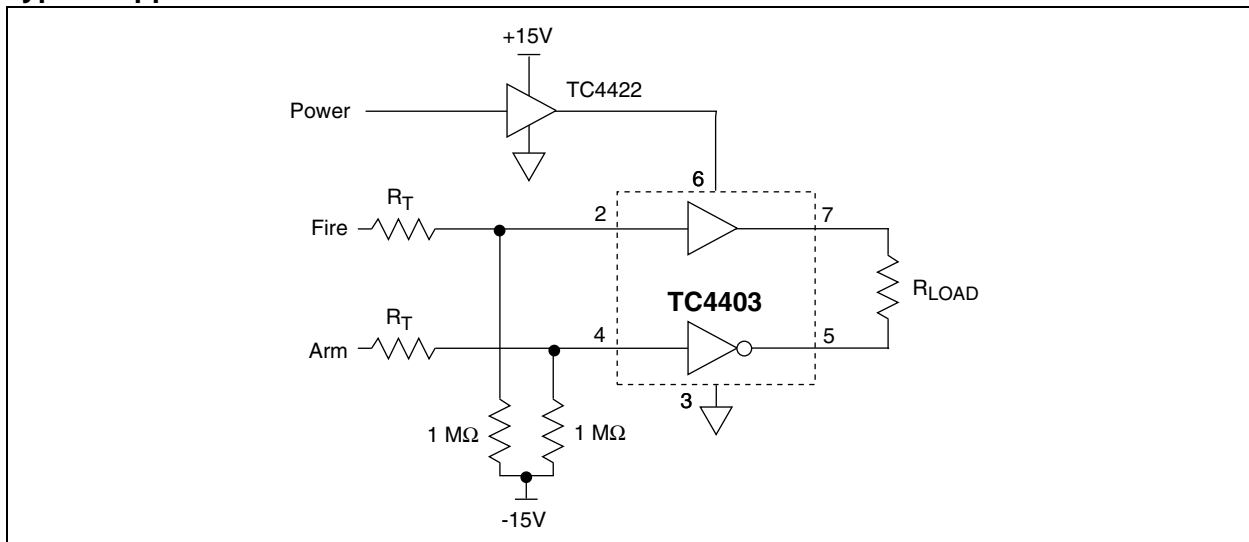 +15V
TC4422
Power
6
R_T
Fire
2
7
TC4403
R_LOAD
R_T
Arm
4
5
3
1 MΩ
1 MΩ
-15V